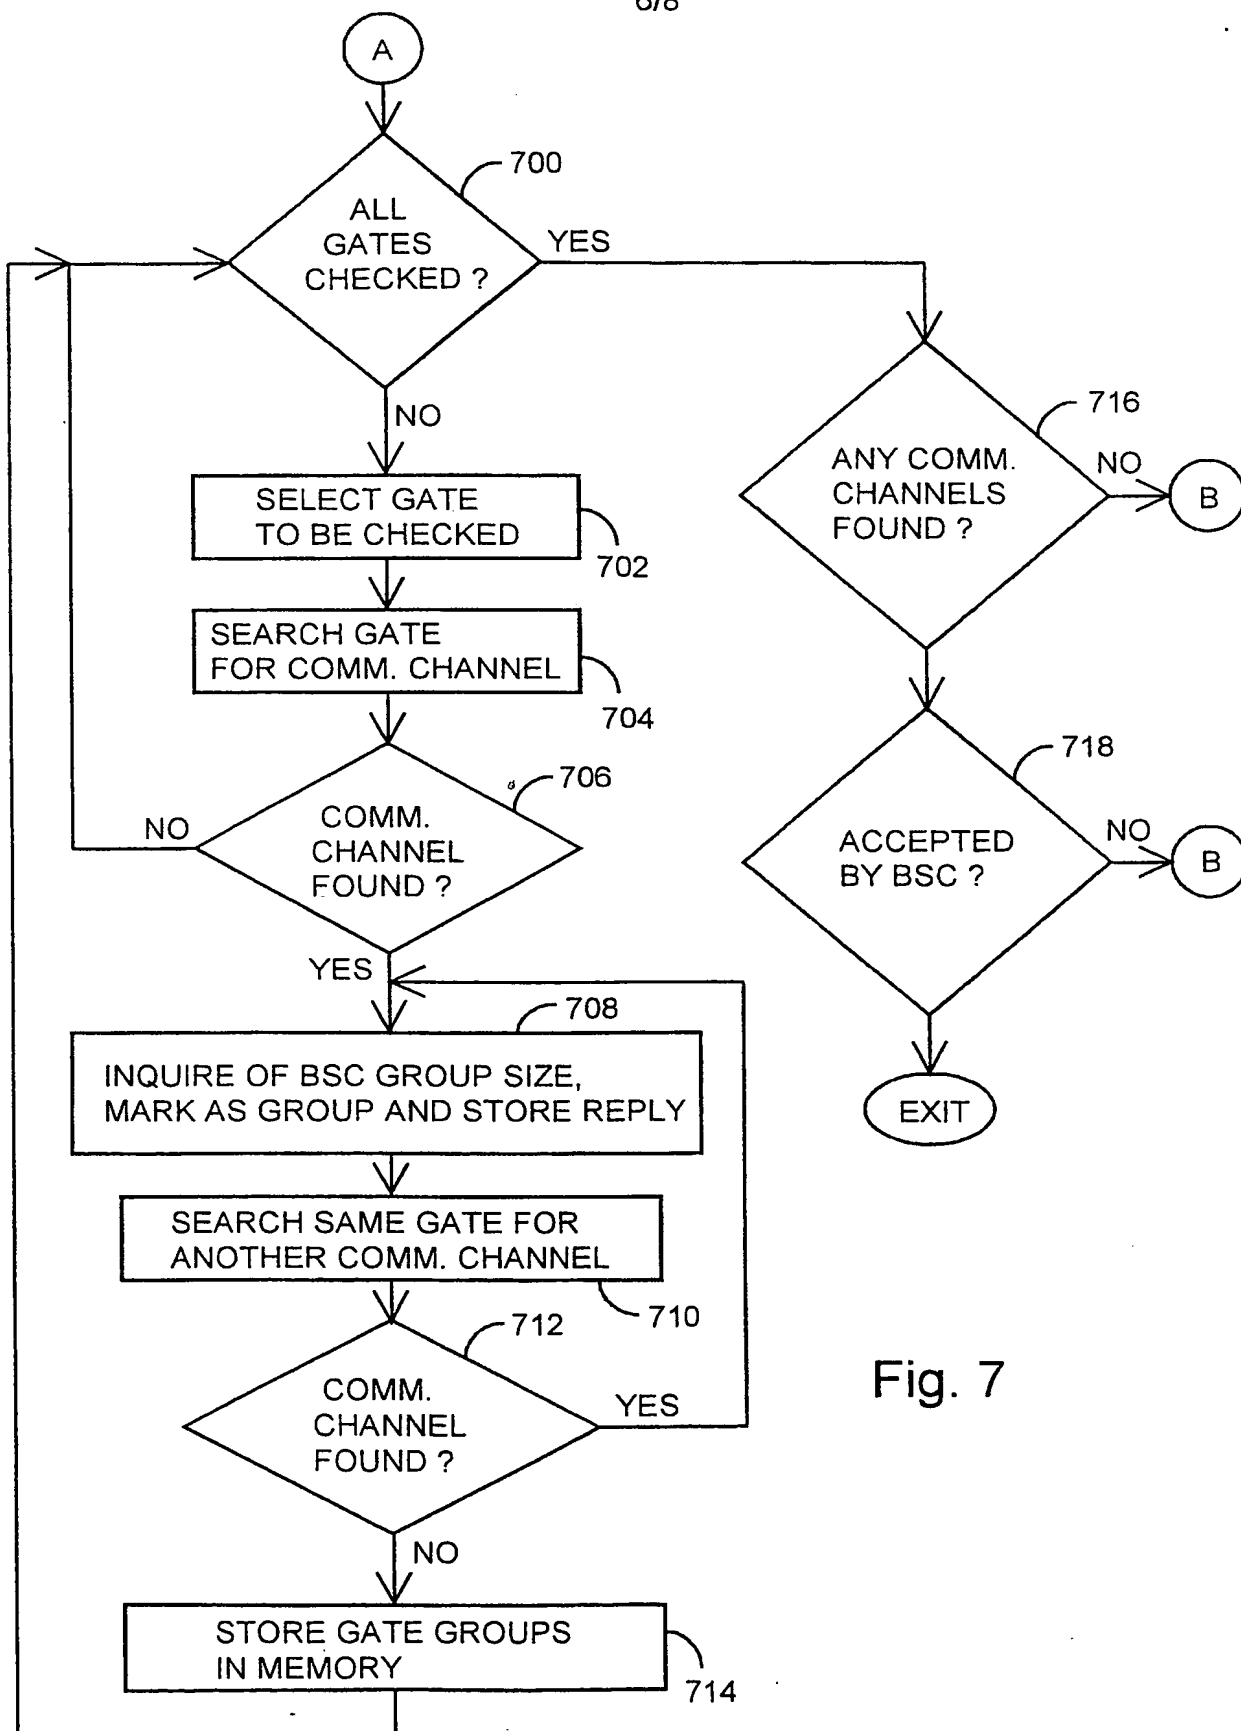 6/8
A
700
ALL
GATES
CHECKED ?
YES
NO
716
ANY COMM.
CHANNELS
FOUND ?
NO
B
SELECT GATE
TO BE CHECKED
702
SEARCH GATE
FOR COMM. CHANNEL
704
718
ACCEPTED
BY BSC ?
NO
B
706
COMM.
CHANNEL
FOUND ?
NO
YES
708
INQUIRE OF BSC GROUP SIZE,
MARK AS GROUP AND STORE REPLY
EXIT
SEARCH SAME GATE FOR
ANOTHER COMM. CHANNEL
710
712
COMM.
CHANNEL
FOUND ?
YES
NO
Fig. 7
STORE GATE GROUPS
IN MEMORY
714